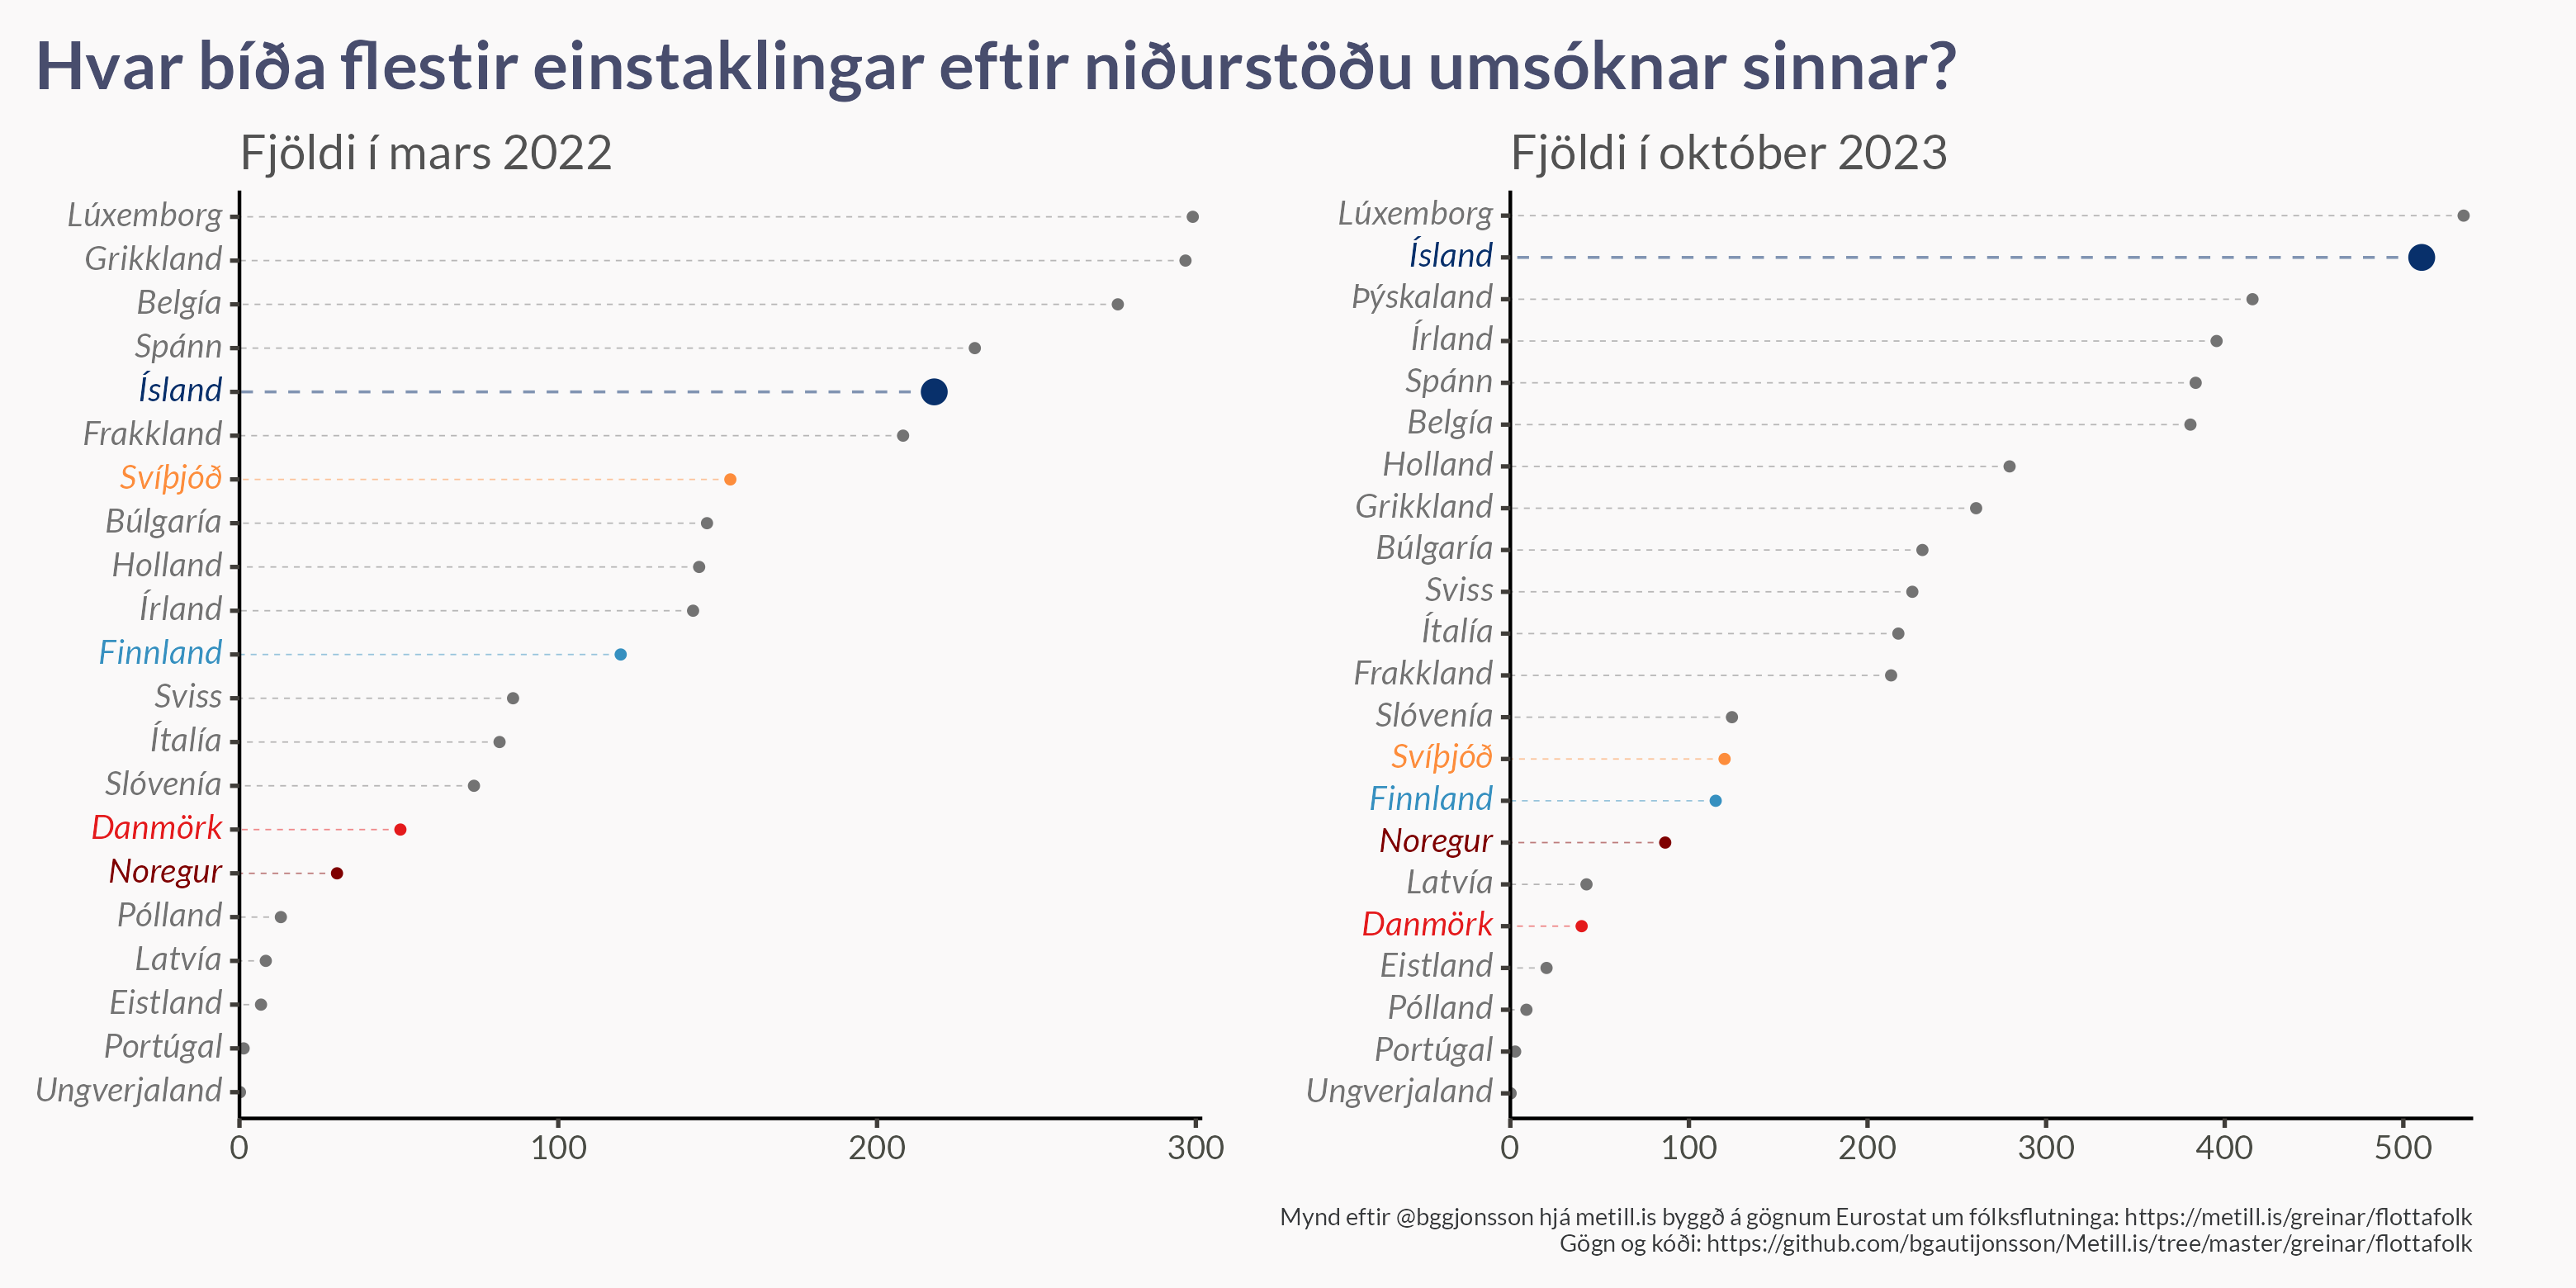 Hvar bíða flestir einstaklingar eftir niðurstöðu umsóknar sinnar?
Fjöldi í mars 2022
Lúxemborg
Grikkland
Belgía
Spánn
Ísland
Frakkland
Svíþjóð
Búlgaría
Holland
Írland
Finnland
Sviss
Ítalía
Slóvenía
Danmörk
Noregur
Pólland
Latvía
Eistland
Portúgal
Ungverjaland
0 100 200 300
Fjöldi í október 2023
Lúxemborg
Ísland
Þýskaland
Írland
Spánn
Belgía
Holland
Grikkland
Búlgaría
Sviss
Ítalía
Frakkland
Slóvenía
Svíþjóð
Finnland
Noregur
Latvía
Danmörk
Eistland
Pólland
Portúgal
Ungverjaland
0 100 200 300 400 500
Mynd eftir @bggjonsson hjá metill.is byggð á gögnum Eurostat um fólksflutninga: https://metill.is/greinar/flottafolk
Gögn og kóði: https://github.com/bgautijonsson/Metill.is/tree/master/greinar/flottafolk